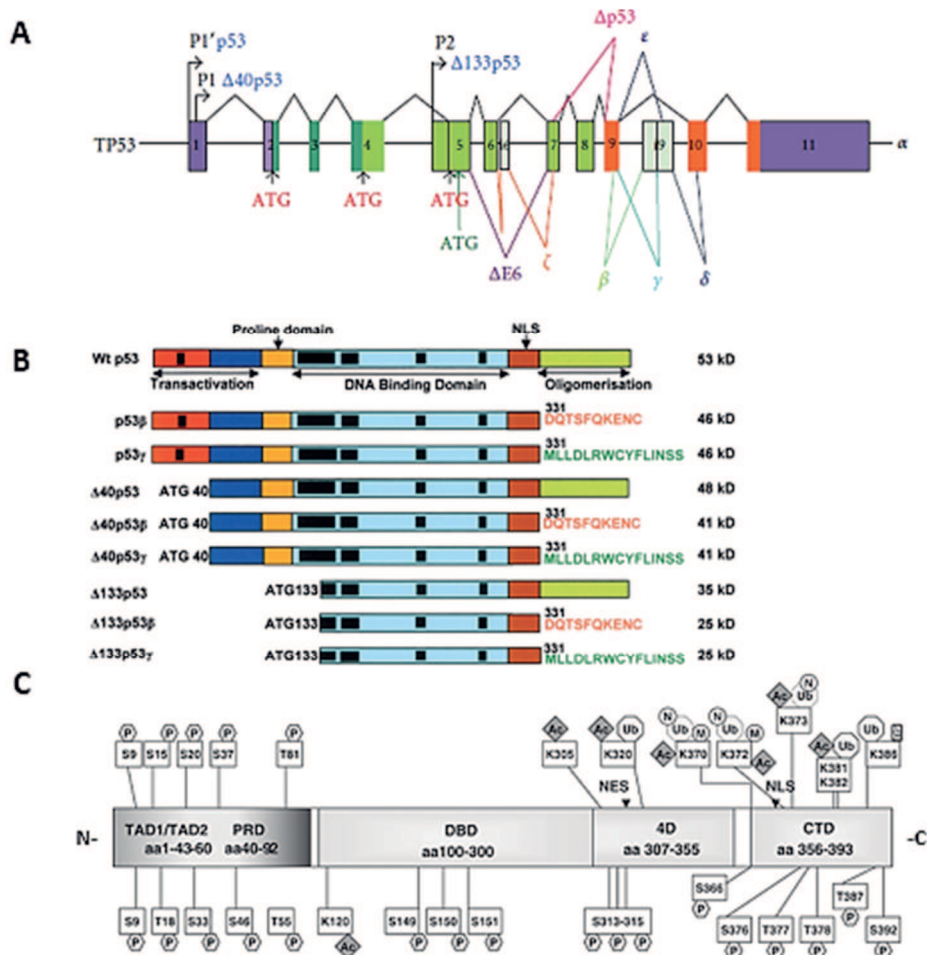 A
P1' p53
P1 Δ40p53
P2
Δ133p53
Δp53
ε
TP53
1
2
3
4
5
6
7
8
9
10
11
α
ATG
ATG
ATG
ATG
ΔE6
ζ
β
γ
δ
B
Proline domain
NLS
Wt p53
53 kD
Transactivation
DNA Binding Domain
Oligomerisation
p53β
331
DQTSFQKENC
46 kD
p53γ
331
MLLDLRWCYFLINSS
46 kD
Δ40p53 ATG 40
48 kD
Δ40p53β ATG 40
331
DQTSFQKENC
41 kD
Δ40p53γ ATG 40
331
MLLDLRWCYFLINSS
41 kD
Δ133p53 ATG133
35 kD
Δ133p53β ATG133
331
DQTSFQKENC
25 kD
Δ133p53γ ATG133
331
MLLDLRWCYFLINSS
25 kD
C
P P P P P
S9 S15 S20 S37 T81
Ac Ac Ub N Ub M N Ub M Ac N Ub Ac Ub Ub
K305 K320 Ac K370 K372 Ac K373 K381 K386
K382
NES
NLS
N-
TAD1/TAD2 PRD DBD 4D CTD
aa1-43-60 aa40-92 aa100-300 aa 307-355 aa 356-393
-C
S9 T18 S33 S46 T55 K120 S149 S150 S151 S313-315 S366 S376 T377 T378 T387 S392
P P P P P Ac P P P P P P P P P P P P